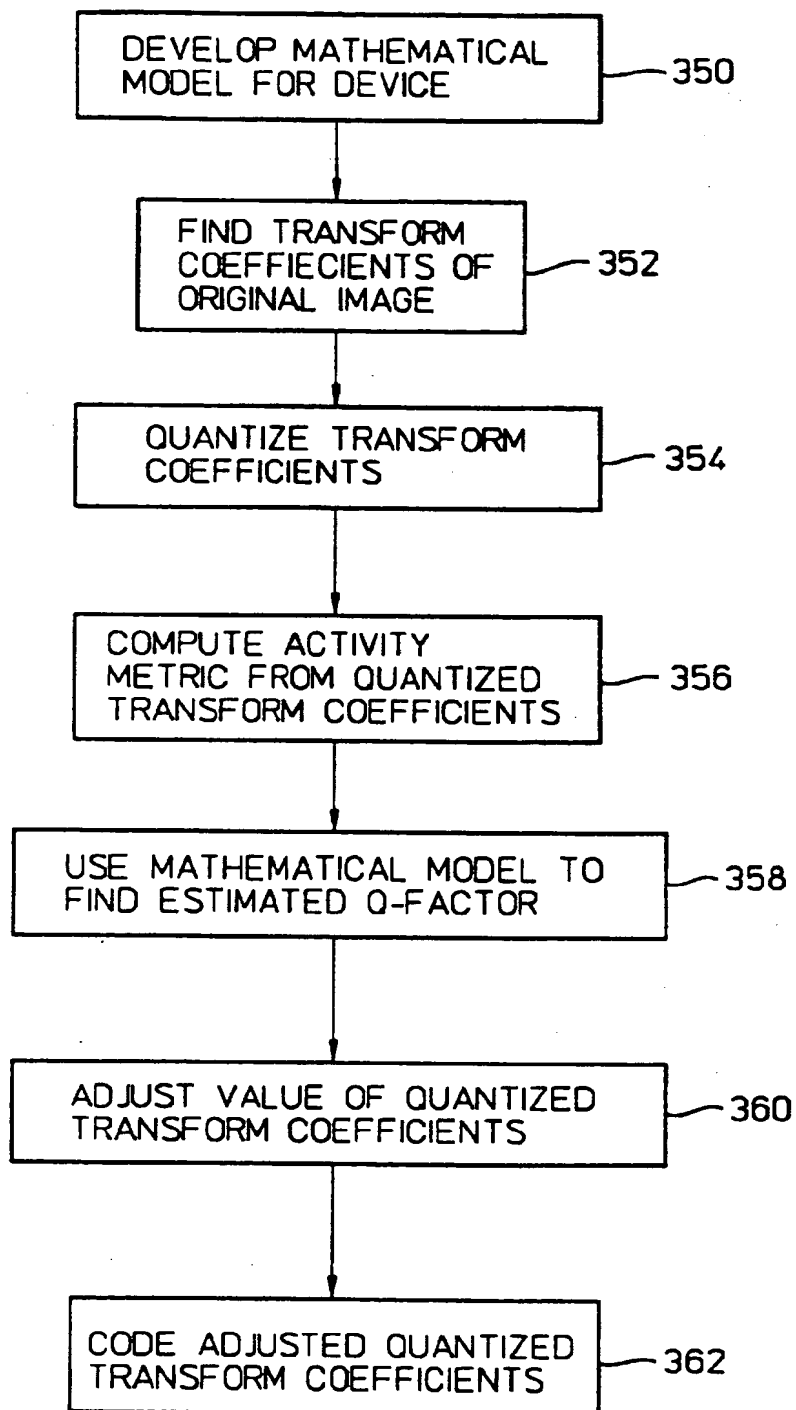 DEVELOP MATHEMATICAL
MODEL FOR DEVICE
350
FIND TRANSFORM
COEFFIECIENTS OF
ORIGINAL IMAGE
352
QUANTIZE TRANSFORM
COEFFICIENTS
354
COMPUTE ACTIVITY
METRIC FROM QUANTIZED
TRANSFORM COEFFICIENTS
356
USE MATHEMATICAL MODEL TO
FIND ESTIMATED Q-FACTOR
358
ADJUST VALUE OF QUANTIZED
TRANSFORM COEFFICIENTS
360
CODE ADJUSTED QUANTIZED
TRANSFORM COEFFICIENTS
362